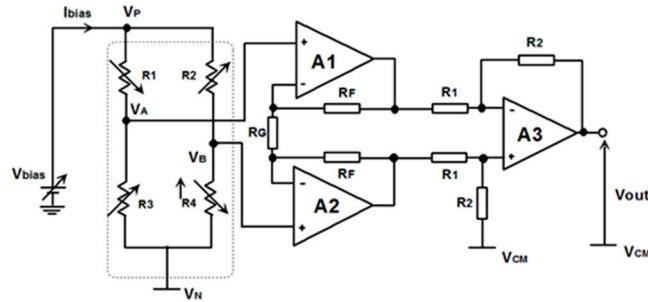 Ibias
VP
R1
R2
VA
VB
Vbias
R3
R4
VN
+
-
A1
RF
RG
RF
-
+
A2
R1
R1
R2
R2
-
+
A3
VCM
Vout
VCM